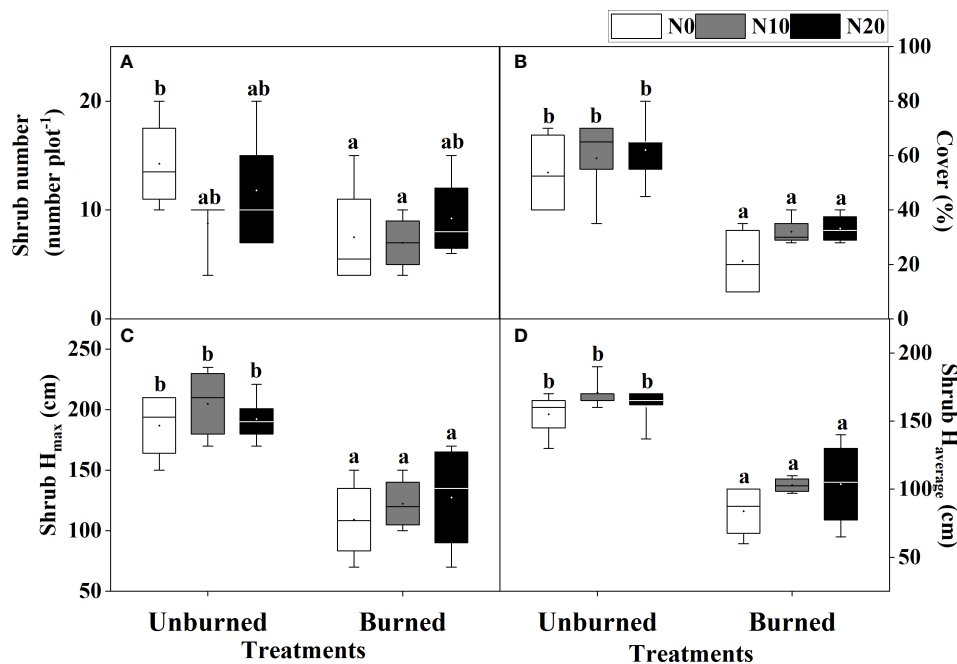 N0 N10 N20
A
Shrub number
(number plot⁻¹)
20
10
0
b
ab
ab
a
a
ab
B
Cover (%)
100
80
60
40
20
0
b
b
b
a
a
a
C
Shrub Hmax (cm)
250
200
150
100
50
b
b
b
a
a
a
D
Shrub Haverage (cm)
200
150
100
50
b
b
b
a
a
a
Unburned Burned
Treatments
Unburned Burned
Treatments